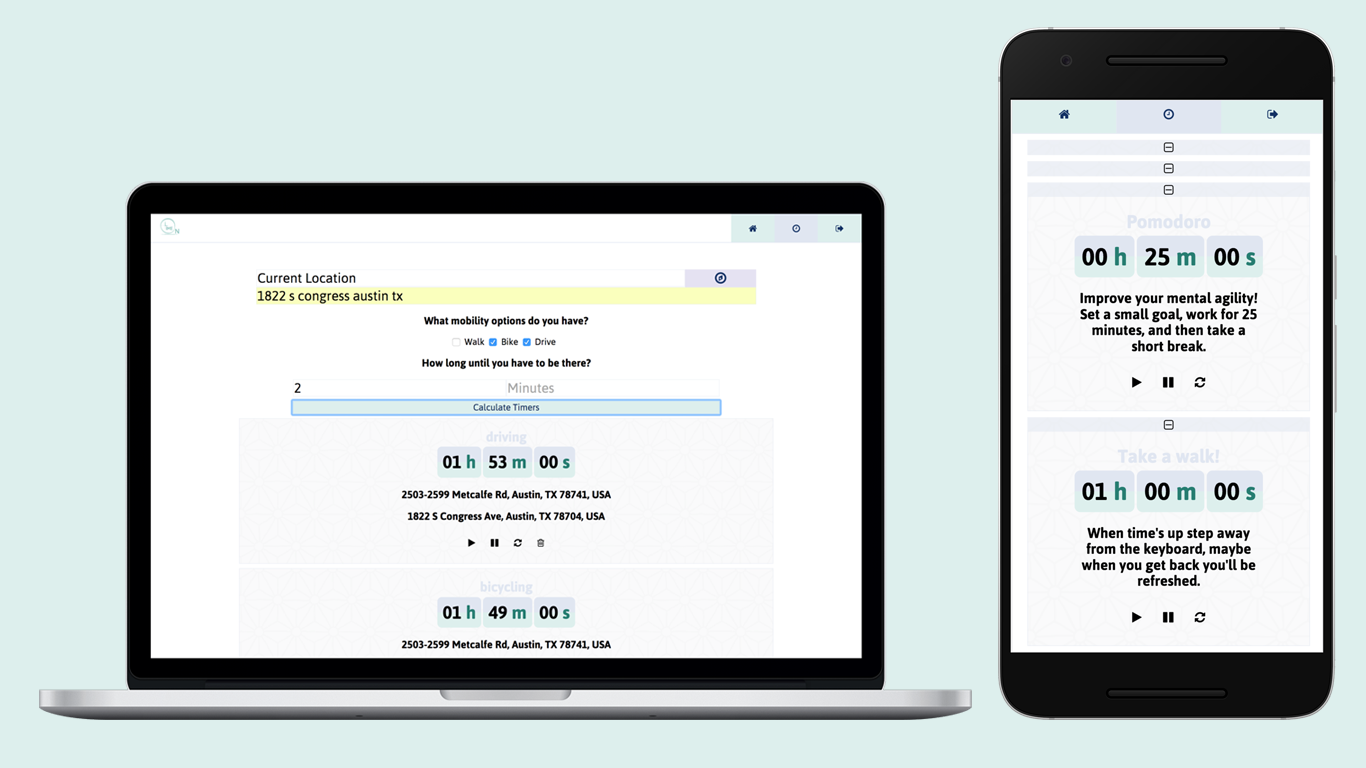 Current Location
1822 s congress austin tx
What mobility options do you have?
Walk Bike Drive
How long until you have to be there?
2 Minutes
Calculate Timers
driving
01 h 53 m 00 s
2503-2599 Metcalfe Rd, Austin, TX 78741, USA
1822 S Congress Ave, Austin, TX 78704, USA
bicycling
01 h 49 m 00 s
2503-2599 Metcalfe Rd, Austin, TX 78741, USA
Pomodoro
00 h 25 m 00 s
Improve your mental agility!
Set a small goal, work for 25
minutes, and then take a
short break.
Take a walk!
01 h 00 m 00 s
When time's up step away
from the keyboard, maybe
when you get back you'll be
refreshed.